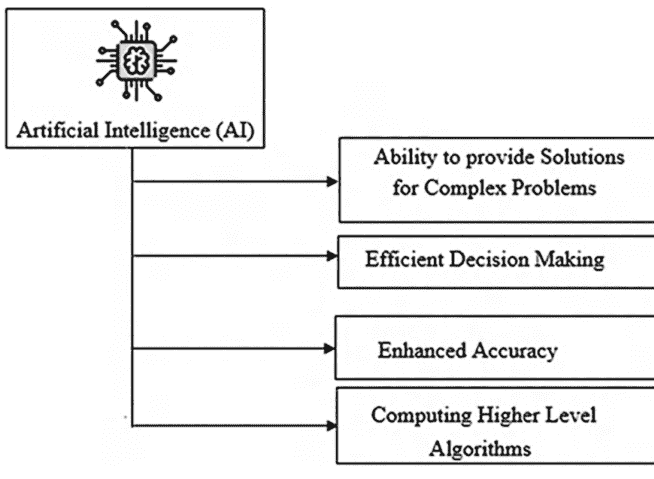 Artificial Intelligence (AI)
Ability to provide Solutions
for Complex Problems
Efficient Decision Making
Enhanced Accuracy
Computing Higher Level
Algorithms